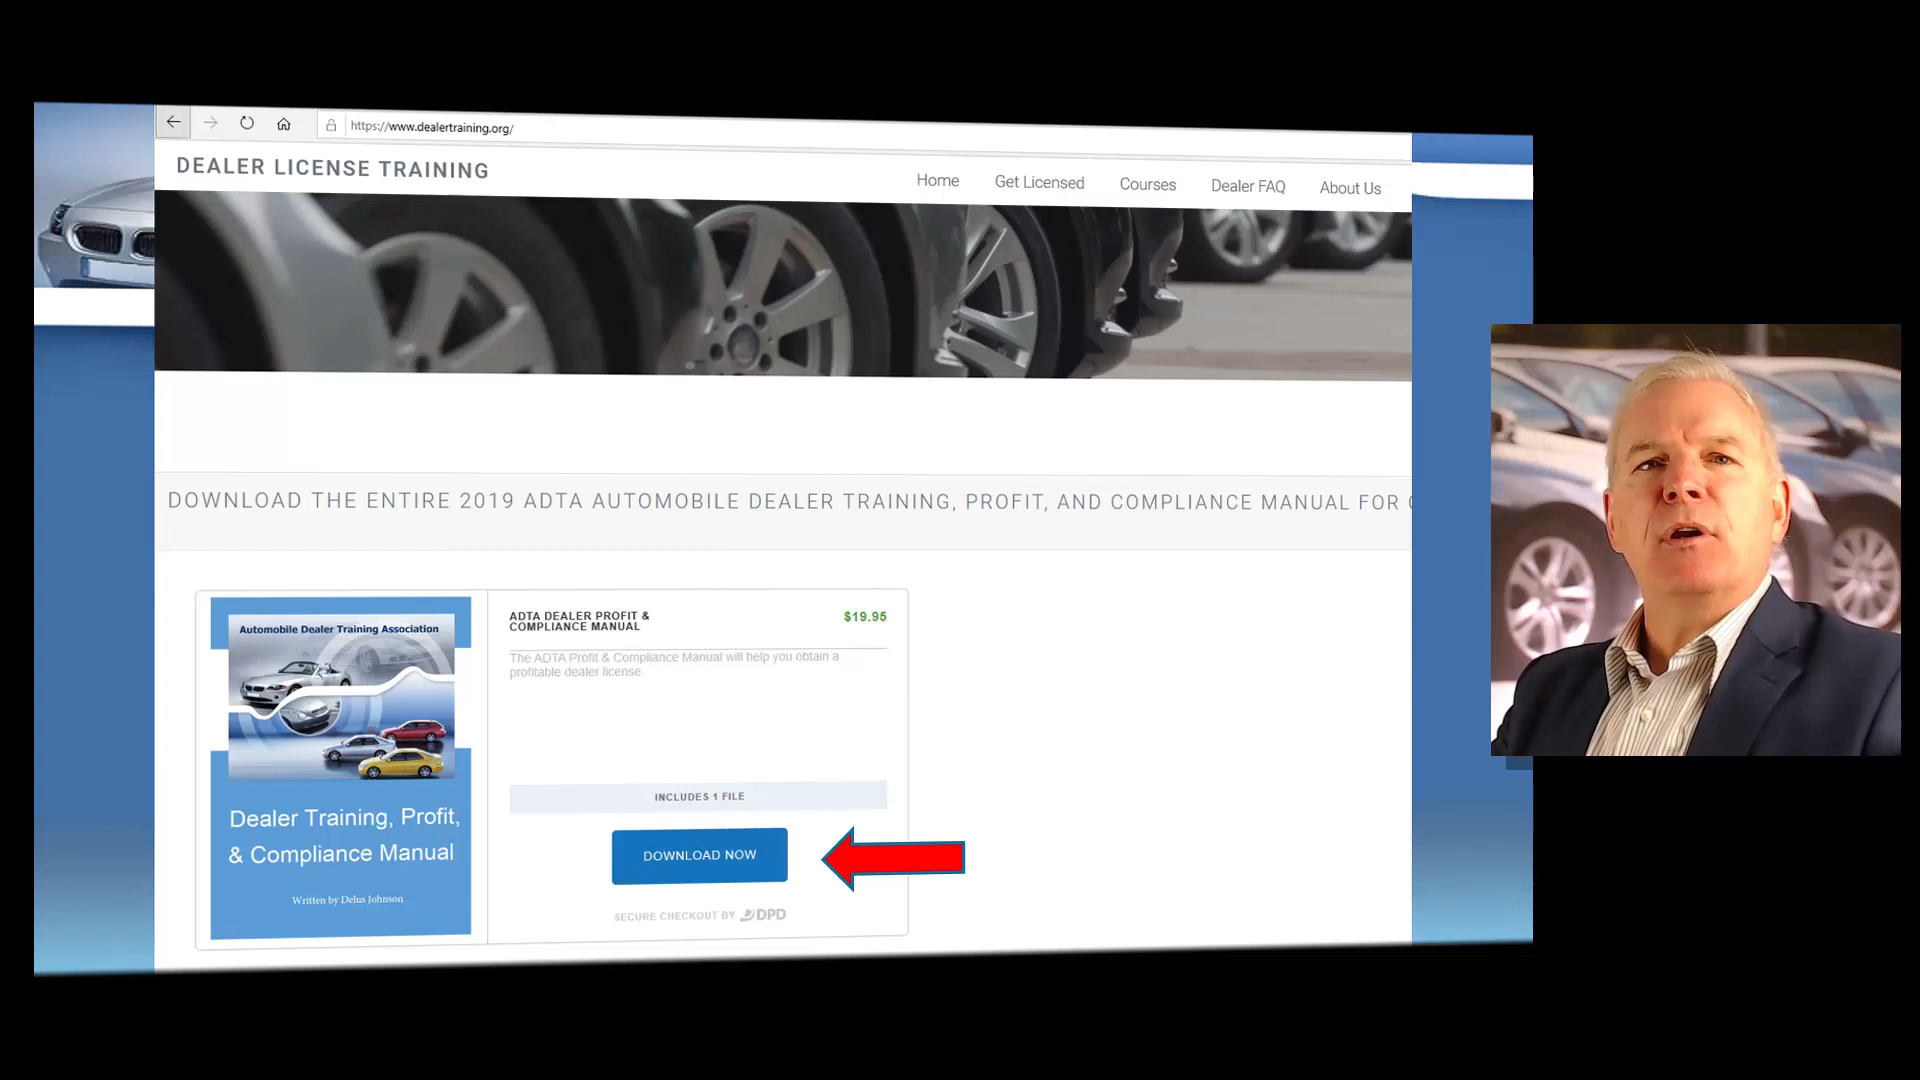 https://www.dealertraining.org/
DEALER LICENSE TRAINING
Home Get Licensed Courses Dealer FAQ About Us
DOWNLOAD THE ENTIRE 2019 ADTA AUTOMOBILE DEALER TRAINING, PROFIT, AND COMPLIANCE MANUAL FOR
Automobile Dealer Training Association
Dealer Training, Profit,
& Compliance Manual
Written by Delus Johnson
ADTA DEALER PROFIT &
COMPLIANCE MANUAL
$19.95
The ADTA Profit & Compliance Manual will help you obtain a
profitable dealer license.
INCLUDES 1 FILE
DOWNLOAD NOW
SECURE CHECKOUT BY DPD